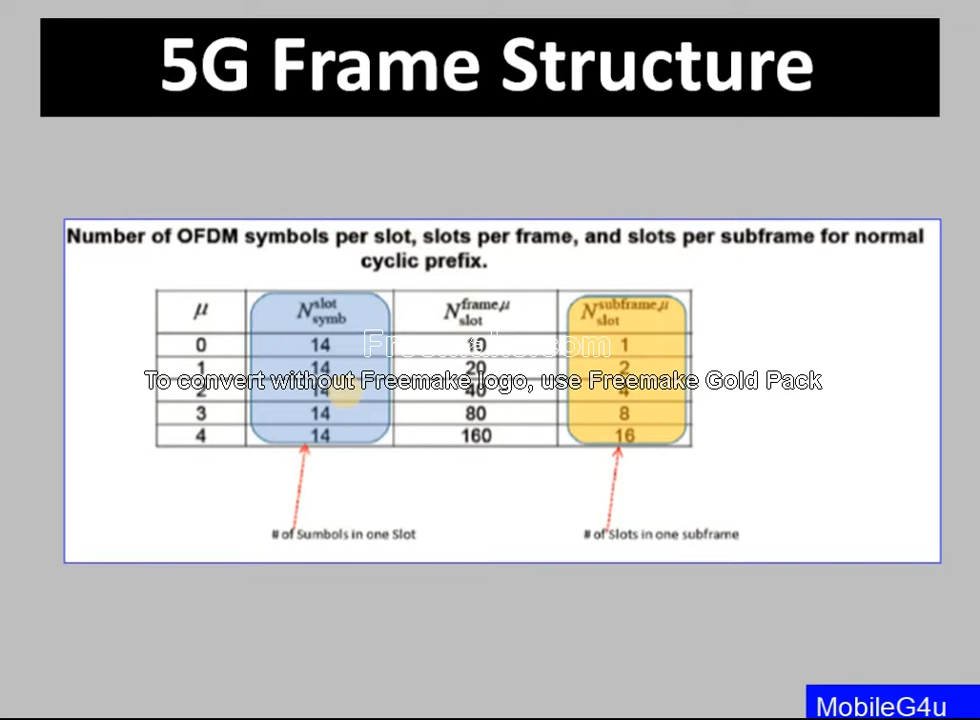 5G Frame Structure
Number of OFDM symbols per slot, slots per frame, and slots per subframe for normal
cyclic prefix.
μ N slot symb N frame,μ slot N subframe,μ slot
0 14 10 1
1 14 20 2
2 14 40 4
3 14 80 8
4 14 160 16
Freemake.com
To convert without Freemake logo, use Freemake Gold Pack
# of Sumbols in one Slot # of Slots in one subframe
MobileG4u